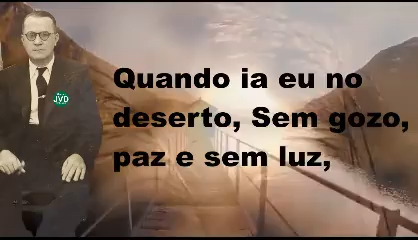 JVD
Quando ia eu no
deserto, Sem gozo,
paz e sem luz,